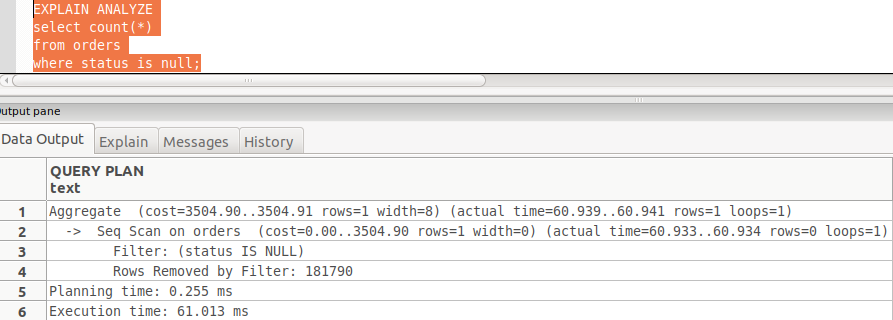 EXPLAIN ANALYZE
select count(*)
from orders
where status is null;
utput pane
Data Output
Explain
Messages
History
QUERY PLAN
text
1 Aggregate (cost=3504.90..3504.91 rows=1 width=8) (actual time=60.939..60.941 rows=1 loops=1)
2 -> Seq Scan on orders (cost=0.00..3504.90 rows=1 width=0) (actual time=60.933..60.934 rows=0 loops=1)
3 Filter: (status IS NULL)
4 Rows Removed by Filter: 181790
5 Planning time: 0.255 ms
6 Execution time: 61.013 ms